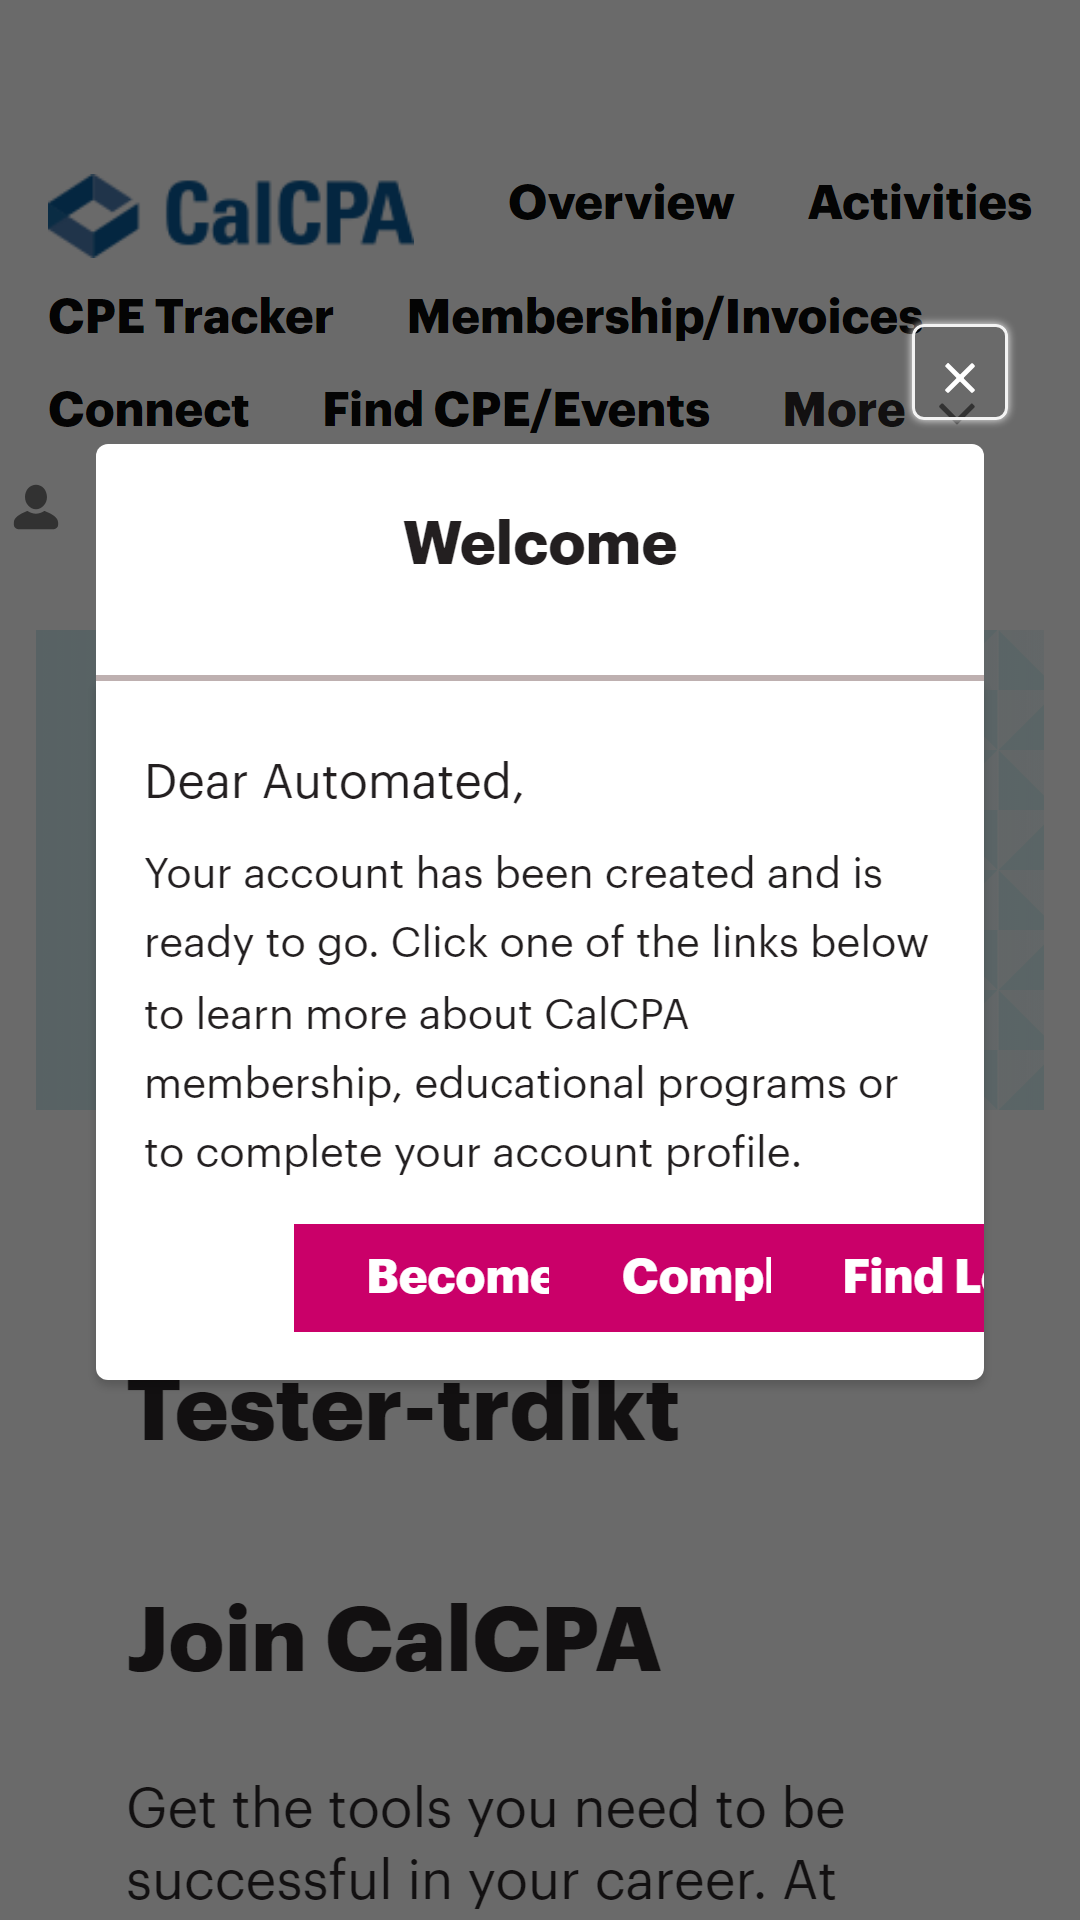 CalCPA Overview Activities
CPE Tracker Membership/Invoices
Connect Find CPE/Events More
Welcome
Dear Automated,
Your account has been created and is
ready to go. Click one of the links below
to learn more about CalCPA
membership, educational programs or
to complete your account profile.
Become Compl Find L
Tester-trdikt
Join CalCPA
Get the tools you need to be
successful in your career. At